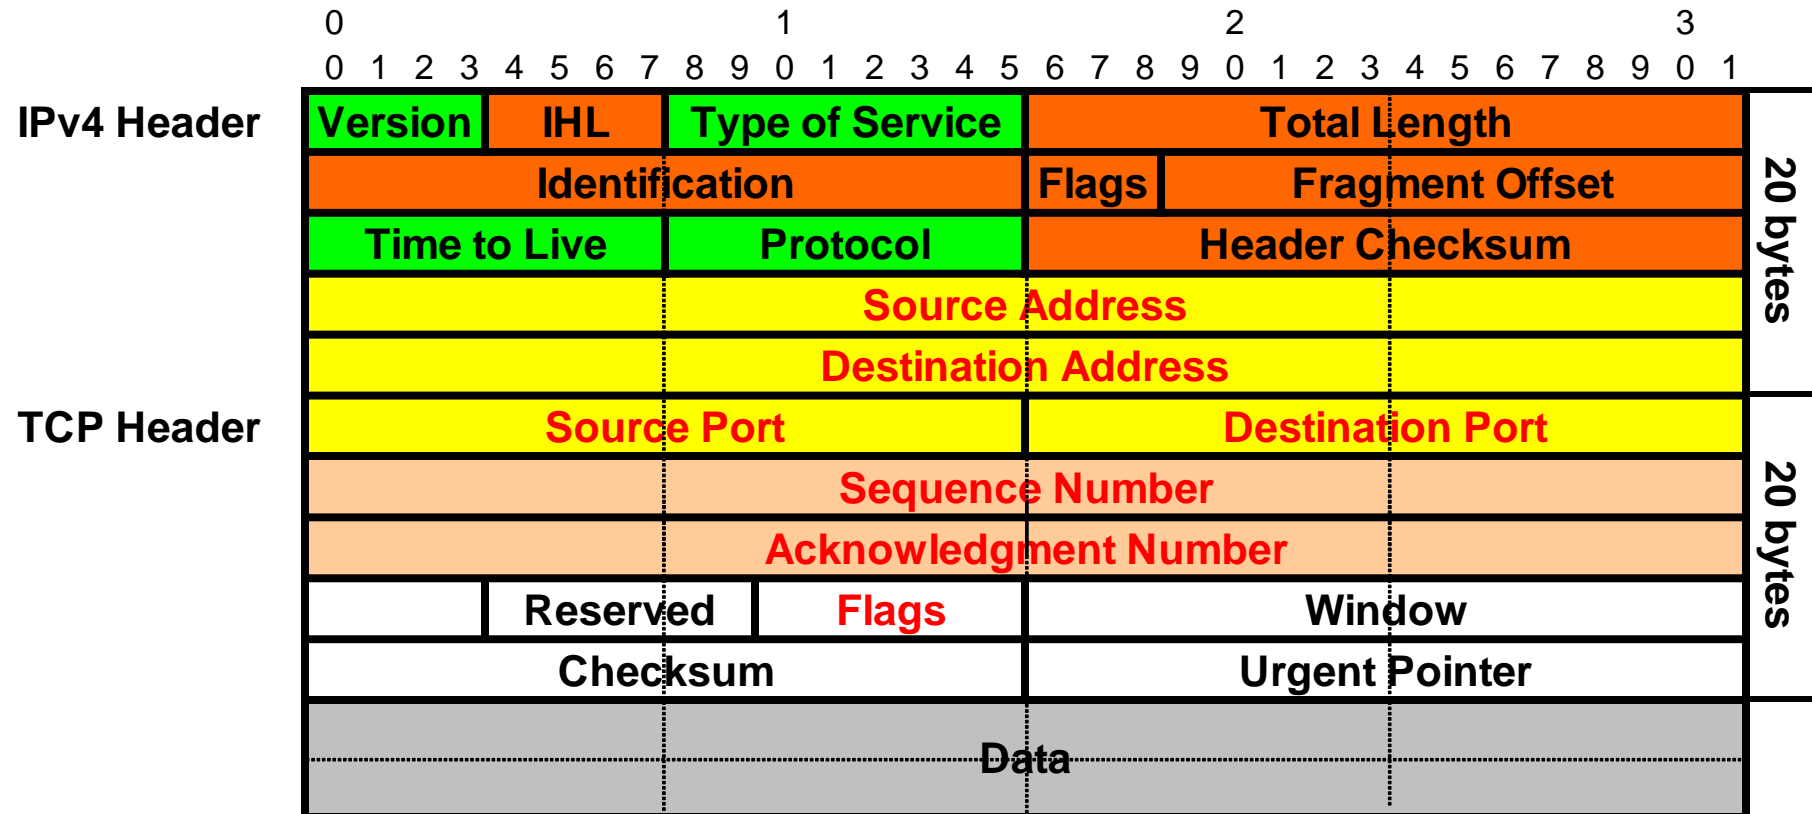 0 1 2 3
0 1 2 3 4 5 6 7 8 9 0 1 2 3 4 5 6 7 8 9 0 1 2 3 4 5 6 7 8 9 0 1
IPv4 Header Version IHL Type of Service Total Length
Identification Flags Fragment Offset
Time to Live Protocol Header Checksum
Source Address
Destination Address
20 bytes
TCP Header Source Port Destination Port
Sequence Number
Acknowledgment Number
Reserved Flags Window
Checksum Urgent Pointer
20 bytes
Data